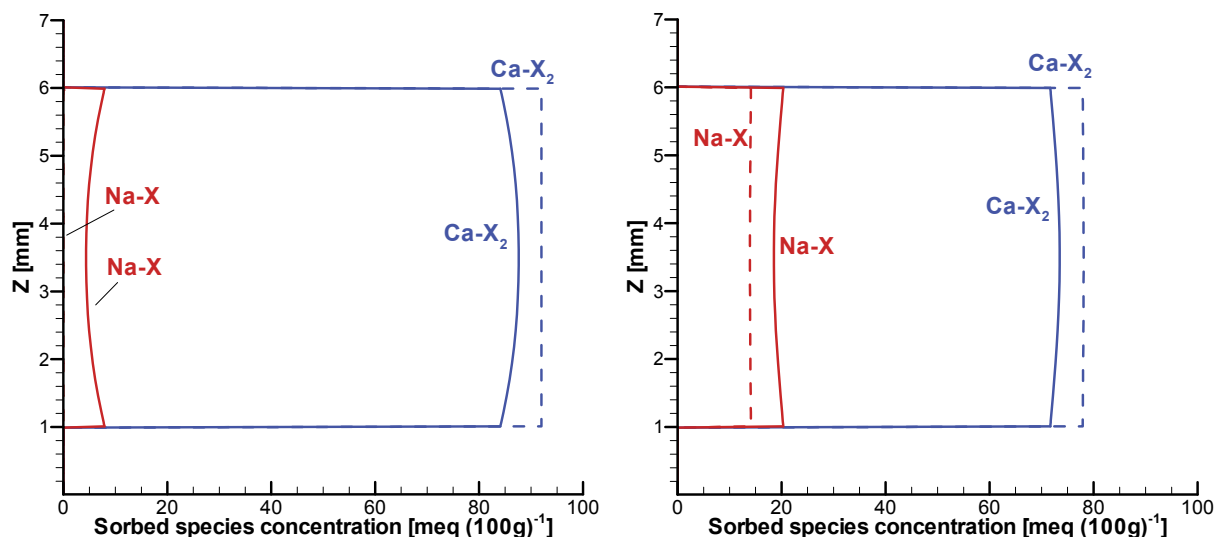 7
6
5
4
3
2
1
Z [mm]
Ca-X2
Na-X
Na-X
Ca-X2
0 20 40 60 80 100
Sorbed species concentration [meq (100g)-1]
7
6
5
4
3
2
1
Z [mm]
Ca-X2
Na-X
Ca-X2
Na-X
0 20 40 60 80 100
Sorbed species concentration [meq (100g)-1]